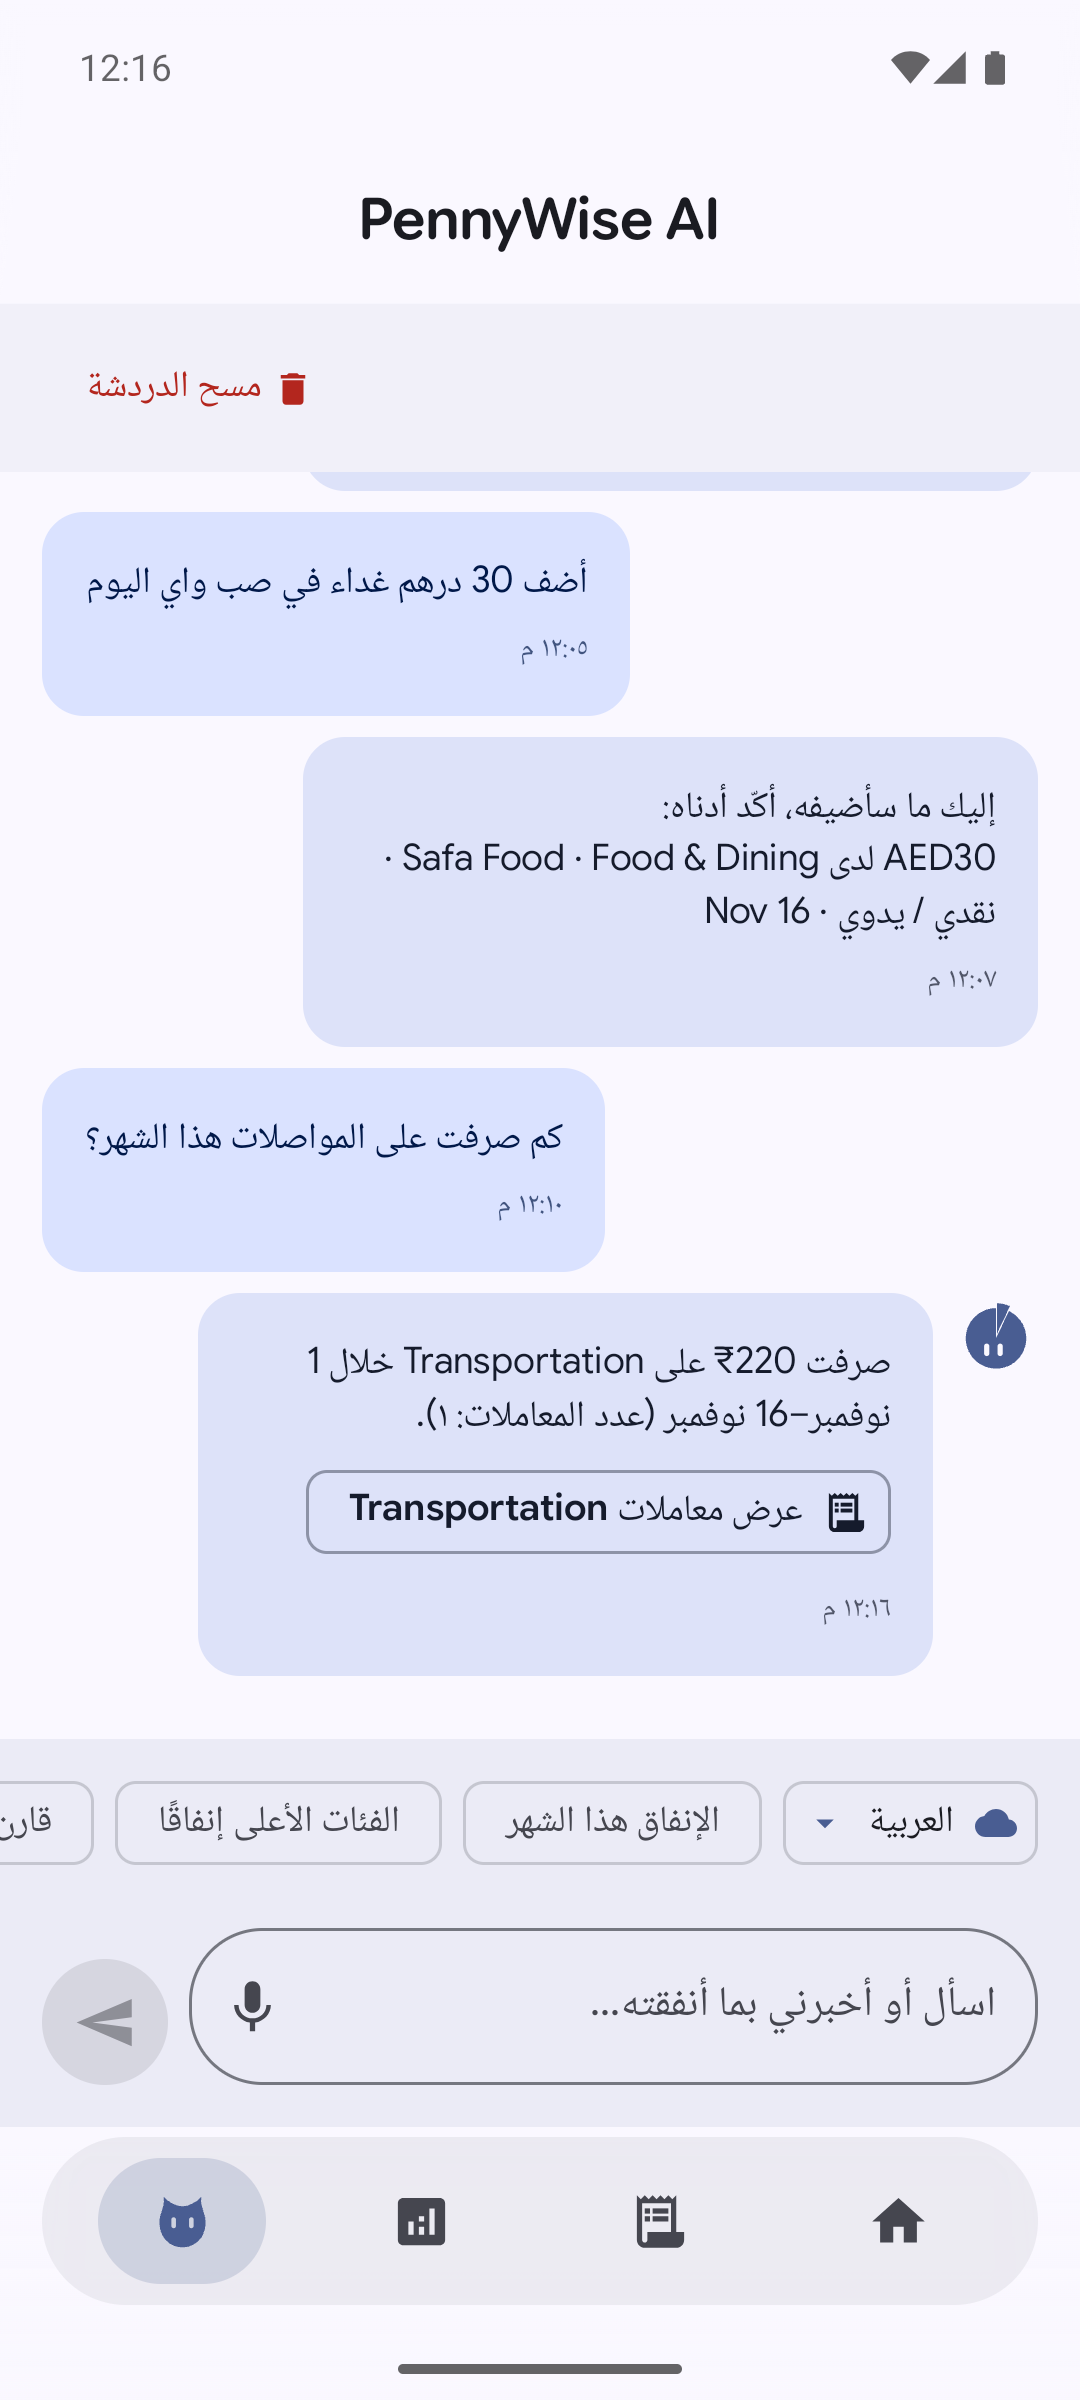 12:16
PennyWise AI
مسح الدردشة
أضف 30 درهم غداء في صب واي اليوم
١٢:٠٥ م
إليك ما سأضيفه، أكّد أدناه:
AED30 لدى Safa Food · Food & Dining ·
نقدي / يدوي · Nov 16
١٢:٠٧ م
كم صرفت على المواصلات هذا الشهر؟
١٢:١٠ م
صرفت ₹220 على Transportation خلال 1
نوفمبر–16 نوفمبر (عدد المعاملات: ١).
عرض معاملات Transportation
١٢:١٦ م
العربية
الإنفاق هذا الشهر
الفئات الأعلى إنفاقًا
قارن
اسأل أو أخبرني بما أنفقته...